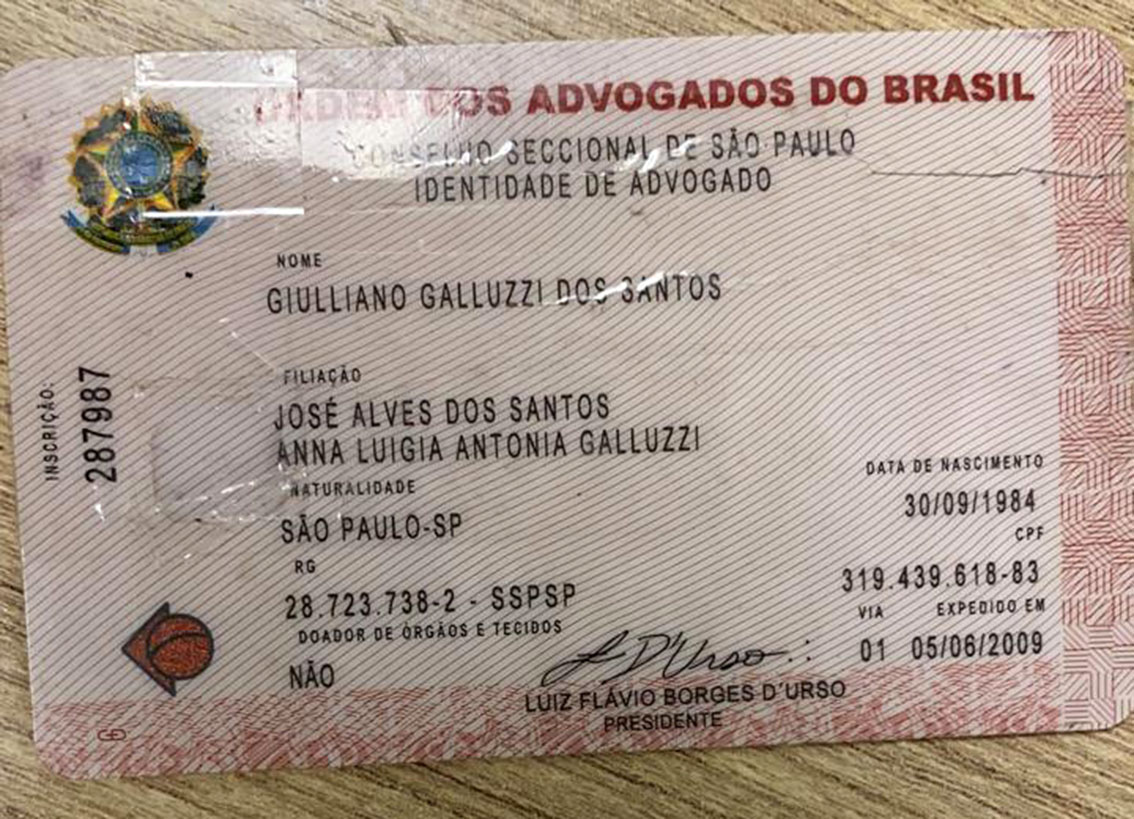 ORDEM DOS ADVOGADOS DO BRASIL
CONSELHO SECCIONAL DE SÃO PAULO
IDENTIDADE DE ADVOGADO
NOME
GIULLIANO GALLUZZI DOS SANTOS
INSCRIÇÃO:
287987
FILIAÇÃO
JOSÉ ALVES DOS SANTOS
ANNA LUIGIA ANTONIA GALLUZZI
NATURALIDADE
SÃO PAULO-SP
DATA DE NASCIMENTO
30/09/1984
RG
28.723.738-2 - SSPSP
CPF
319.439.618-83
DOADOR DE ÓRGÃOS E TECIDOS
NÃO
VIA EXPEDIDO EM
01 05/06/2009
L D'Urso
LUIZ FLÁVIO BORGES D'URSO
PRESIDENTE